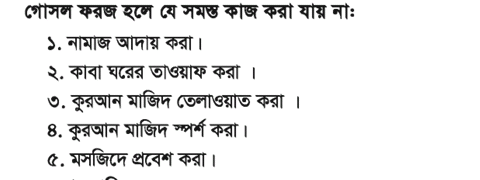 গোসল ফরজ হলে যে সমস্ত কাজ করা যায় না:
১. নামাজ আদায় করা।
২. কাবা ঘরের তাওয়াফ করা ।
৩. কুরআন মাজিদ তেলাওয়াত করা ।
৪. কুরআন মাজিদ স্পর্শ করা।
৫. মসজিদে প্রবেশ করা।